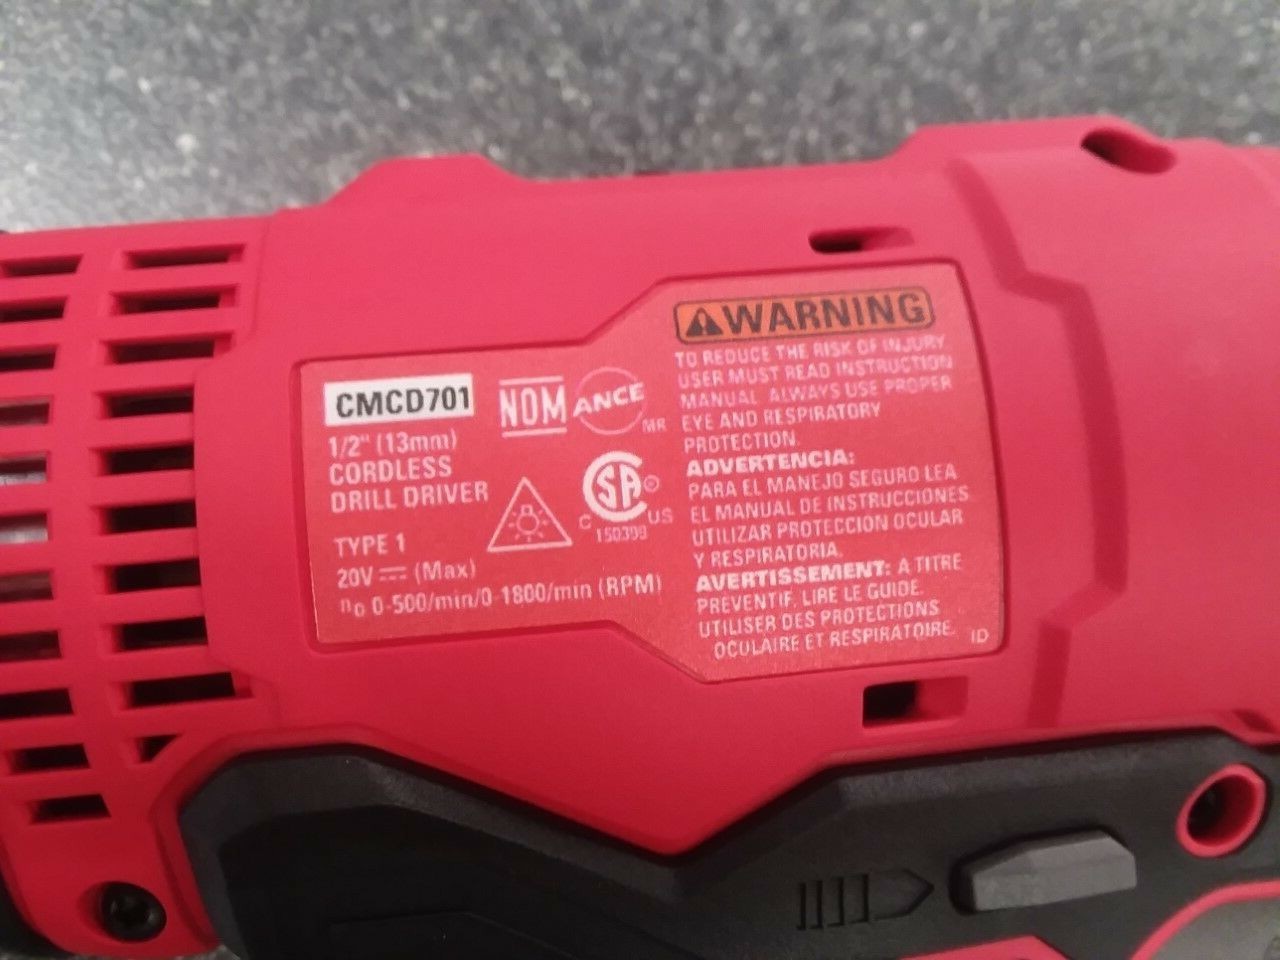 CMCD701
1/2" (13mm)
CORDLESS
DRILL DRIVER
TYPE 1
20V ⎓ (Max)
n₀ 0-500/min/0-1800/min (RPM)
NOM
ANCE
MR
CSA ®
C US
150399
⚠WARNING
TO REDUCE THE RISK OF INJURY
USER MUST READ INSTRUCTION
MANUAL. ALWAYS USE PROPER
EYE AND RESPIRATORY
PROTECTION.
ADVERTENCIA:
PARA EL MANEJO SEGURO LEA
EL MANUAL DE INSTRUCCIONES
UTILIZAR PROTECCION OCULAR
Y RESPIRATORIA.
AVERTISSEMENT: A TITRE
PREVENTIF, LIRE LE GUIDE.
UTILISER DES PROTECTIONS
OCULAIRE ET RESPIRATOIRE.
ID